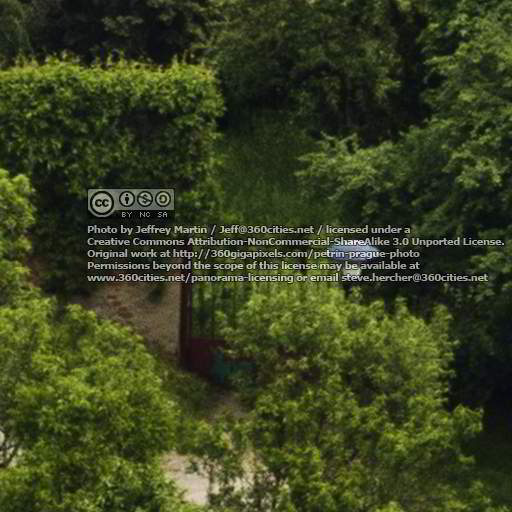 cc
BY NC SA
Photo by Jeffrey Martin / Jeff@360cities.net / licensed under a
Creative Commons Attribution-NonCommercial-ShareAlike 3.0 Unported License.
Original work at http://360gigapixels.com/petrin-prague-photo
Permissions beyond the scope of this license may be available at
www.360cities.net/panorama-licensing or email steve.hercher@360cities.net